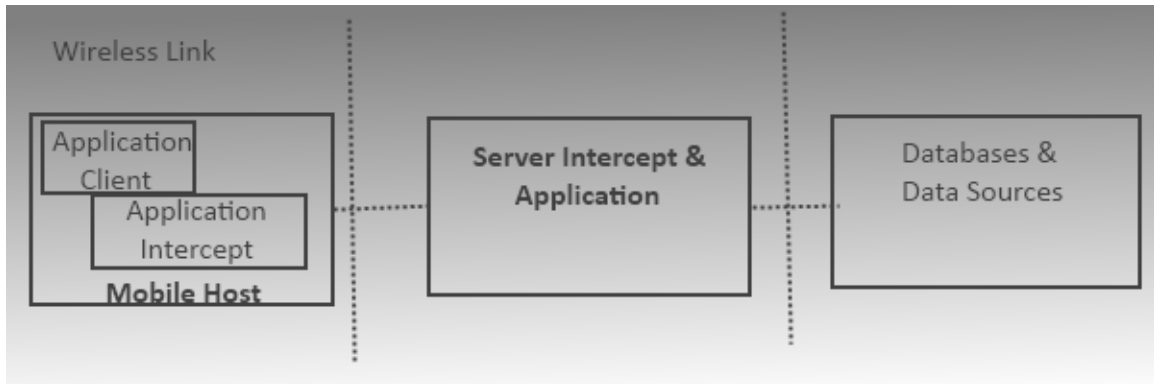 Wireless Link
Application
Client
Application
Intercept
Mobile Host
Server Intercept &
Application
Databases &
Data Sources